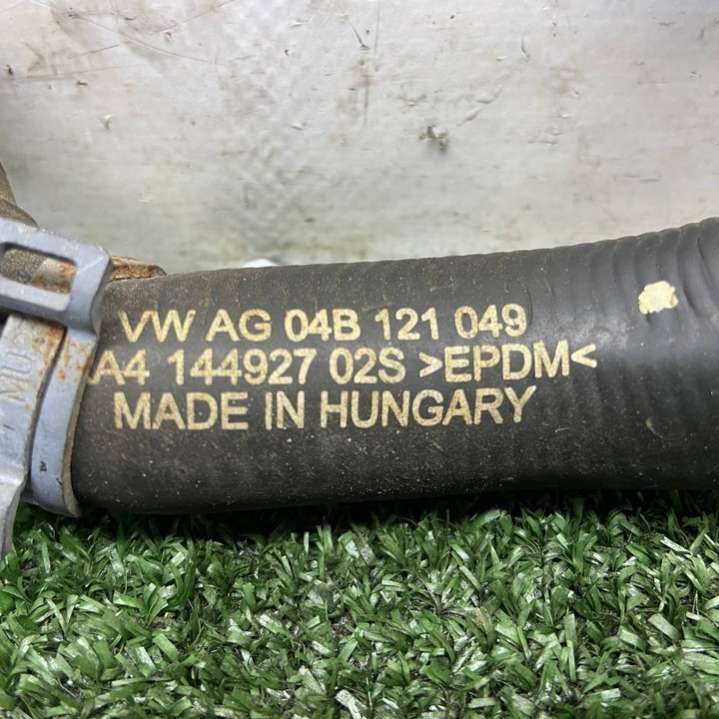 VW AG 04B 121 049
A4 144927 02S >EPDM<
MADE IN HUNGARY